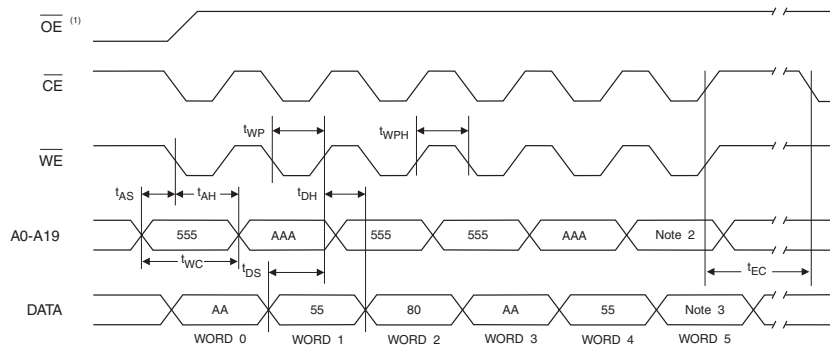 OE (1)
CE
tWP
tWPH
WE
tAS
tAH
tDH
A0-A19
555
AAA
555
555
AAA
Note 2
tWC
tDS
tEC
DATA
AA
55
80
AA
55
Note 3
WORD 0
WORD 1
WORD 2
WORD 3
WORD 4
WORD 5